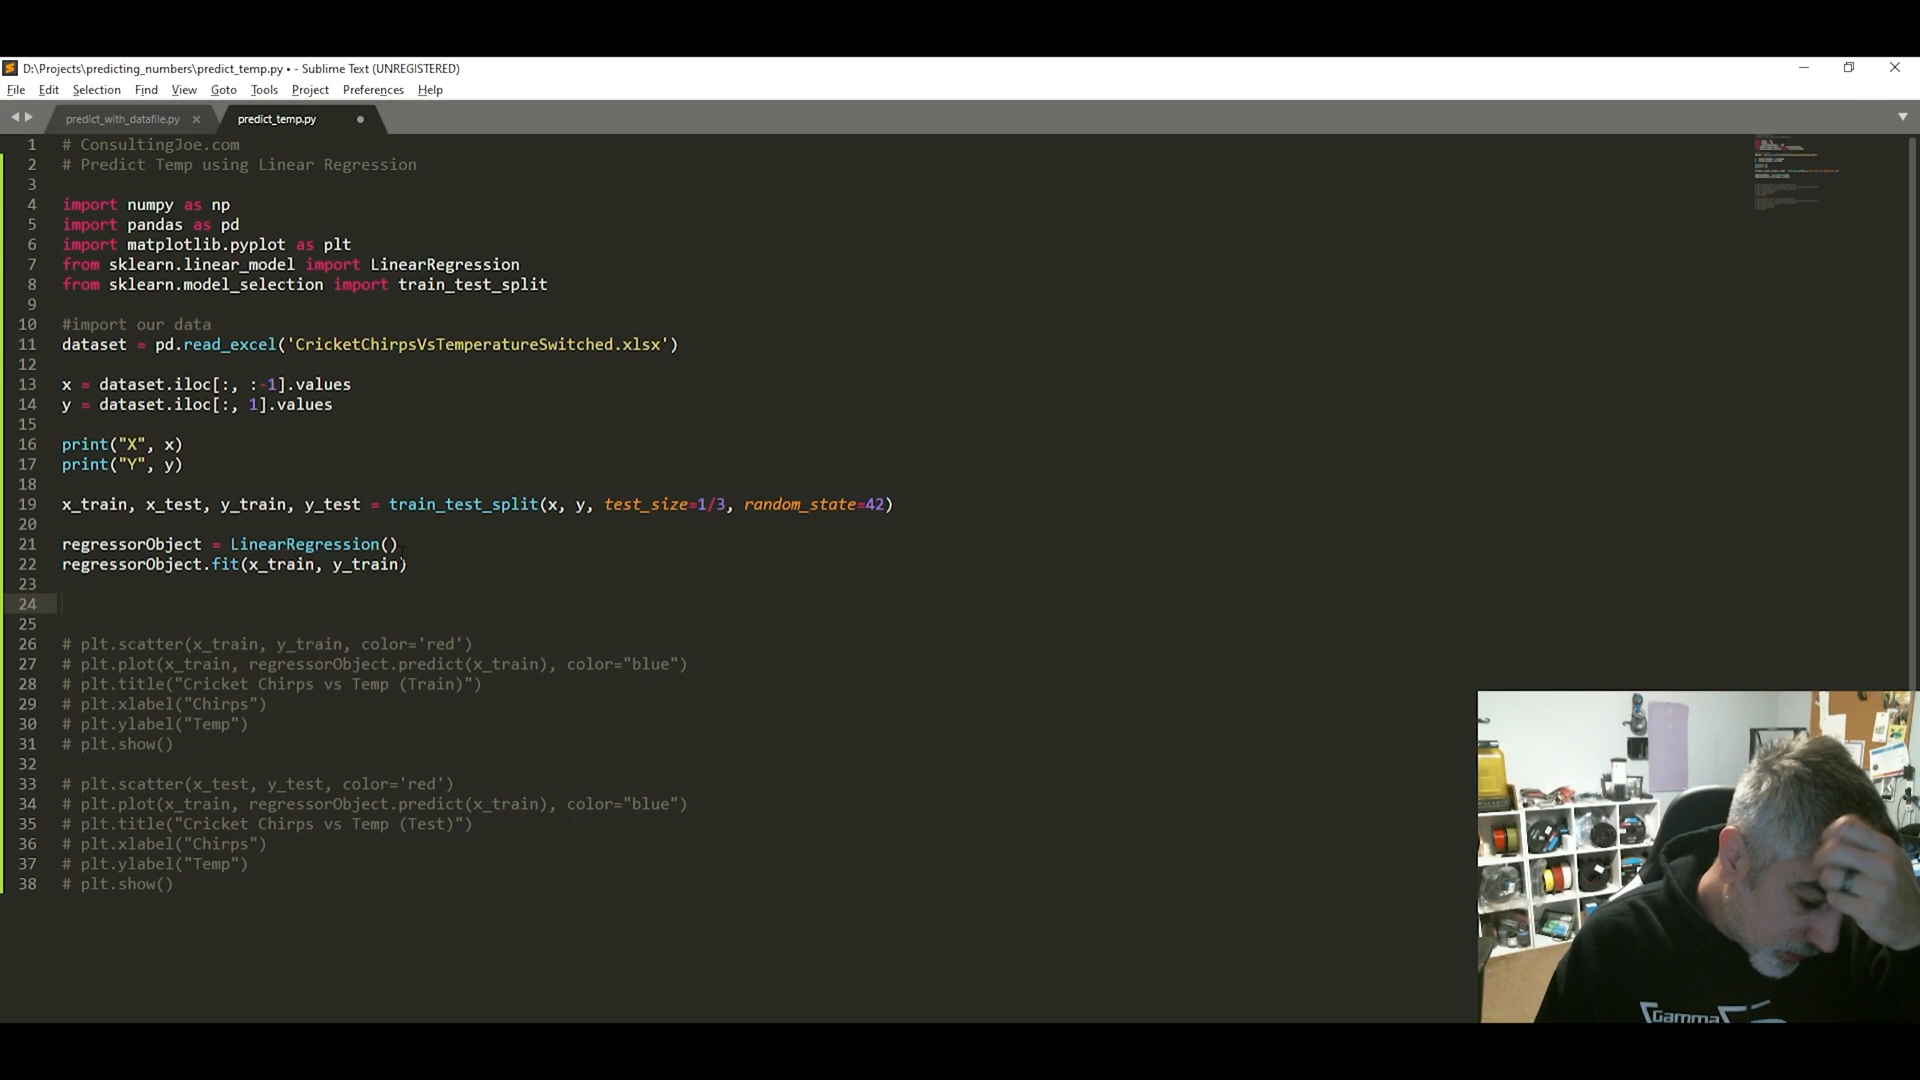 D:\Projects\predicting_numbers\predict_temp.py • - Sublime Text (UNREGISTERED)
File Edit Selection Find View Goto Tools Project Preferences Help
predict_with_datafile.py predict_temp.py
1 # ConsultingJoe.com
2 # Predict Temp using Linear Regression
3
4 import numpy as np
5 import pandas as pd
6 import matplotlib.pyplot as plt
7 from sklearn.linear_model import LinearRegression
8 from sklearn.model_selection import train_test_split
9
10 #import our data
11 dataset = pd.read_excel('CricketChirpsVsTemperatureSwitched.xlsx')
12
13 x = dataset.iloc[:, :-1].values
14 y = dataset.iloc[:, 1].values
15
16 print("X", x)
17 print("Y", y)
18
19 x_train, x_test, y_train, y_test = train_test_split(x, y, test_size=1/3, random_state=42)
20
21 regressorObject = LinearRegression()
22 regressorObject.fit(x_train, y_train)
23
24
25
26 # plt.scatter(x_train, y_train, color='red')
27 # plt.plot(x_train, regressorObject.predict(x_train), color="blue")
28 # plt.title("Cricket Chirps vs Temp (Train)")
29 # plt.xlabel("Chirps")
30 # plt.ylabel("Temp")
31 # plt.show()
32
33 # plt.scatter(x_test, y_test, color='red')
34 # plt.plot(x_train, regressorObject.predict(x_train), color="blue")
35 # plt.title("Cricket Chirps vs Temp (Test)")
36 # plt.xlabel("Chirps")
37 # plt.ylabel("Temp")
38 # plt.show()
Gamma